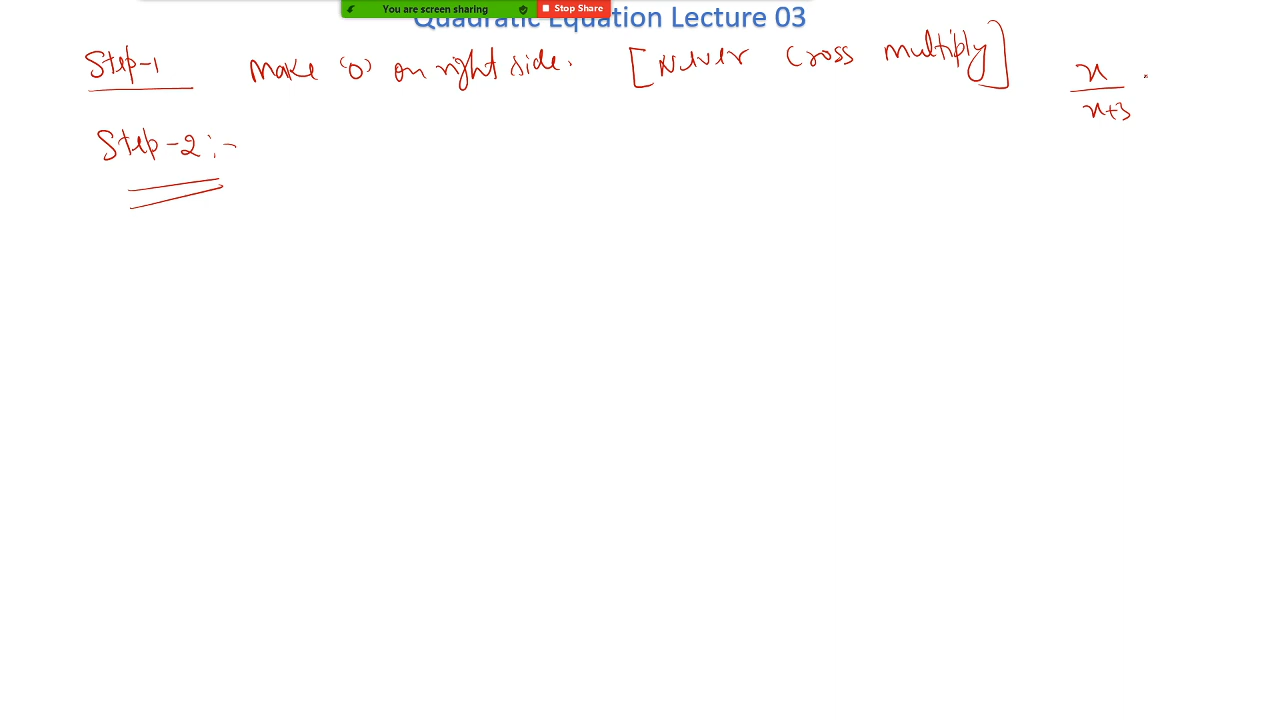 You are screen sharing Stop Share
Quadratic Equation Lecture 03
Step-1 Make '0' on right side. [Never Cross multiply] x/x+3
Step-2:-